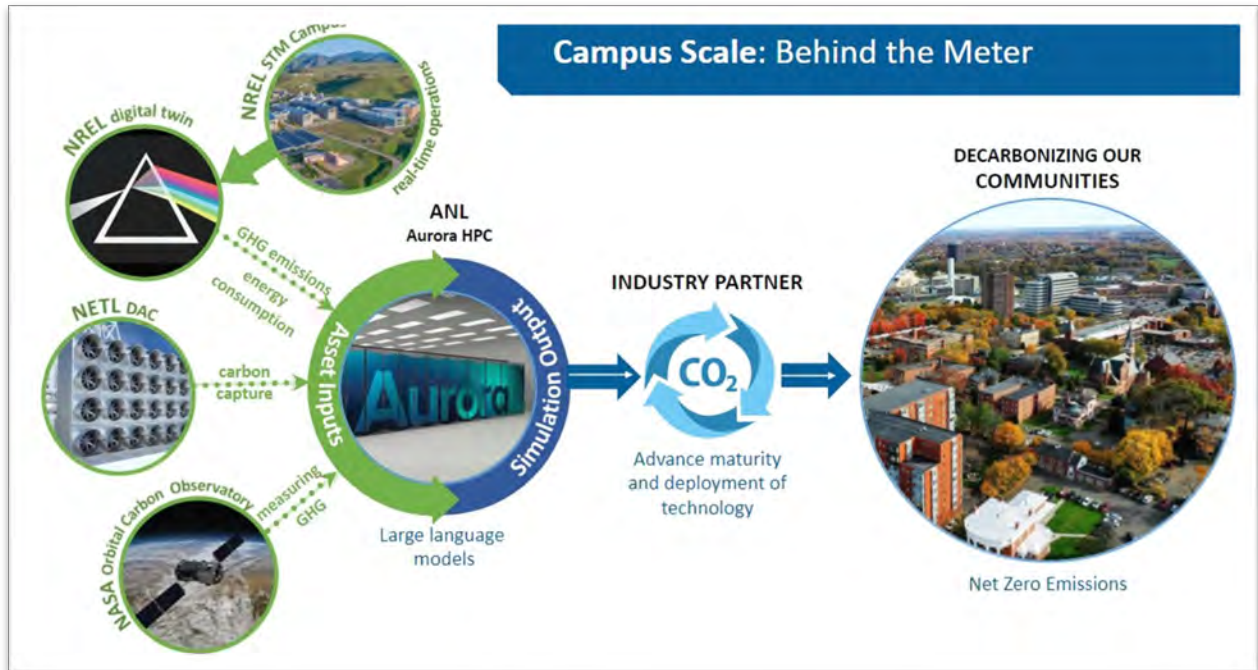 Campus Scale: Behind the Meter
NREL STM Campus
real-time operations
NREL digital twin
GHG emissions
energy
consumption
NETL DAC
carbon
capture
NASA Orbital Carbon Observatory
measuring
GHG
ANL
Aurora HPC
Asset Inputs
Aurora
Simulation Output
Large language
models
INDUSTRY PARTNER
CO₂
Advance maturity
and deployment of
technology
DECARBONIZING OUR
COMMUNITIES
Net Zero Emissions